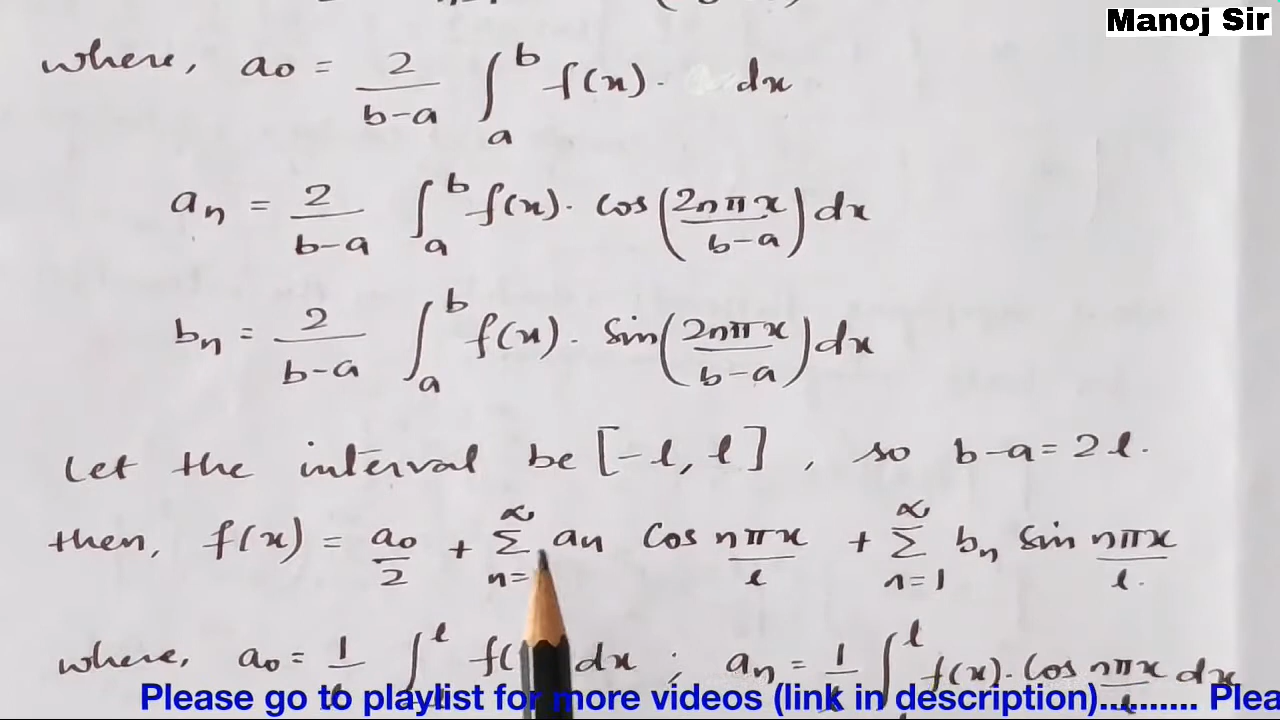 Manoj Sir
where, a₀ = 2/(b-a) ∫ₐᵇ f(x). dx
aₙ = 2/(b-a) ∫ₐᵇ f(x). cos(2nπx/(b-a)) dx
bₙ = 2/(b-a) ∫ₐᵇ f(x). sin(2nπx/(b-a)) dx
Let the interval be [-l, l], so b-a = 2l.
then, f(x) = a₀/2 + Σ n= ∞ aₙ cos nπx/l + Σ n=1 ∞ bₙ sin nπx/l.
where, a₀ = 1 ∫ l f( dx ; aₙ = 1 ∫ l f(x). cos nπx dx
Please go to playlist for more videos (link in description).......... Plea